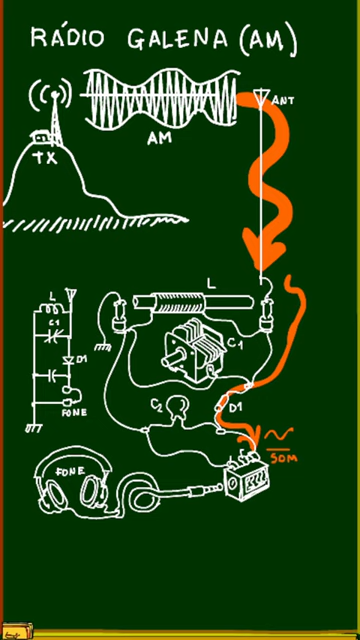 RÁDIO GALENA (AM)
ANT
AM
TX
L
L
C1
C1
D1
C2
D1
FONE
FONE
SOM